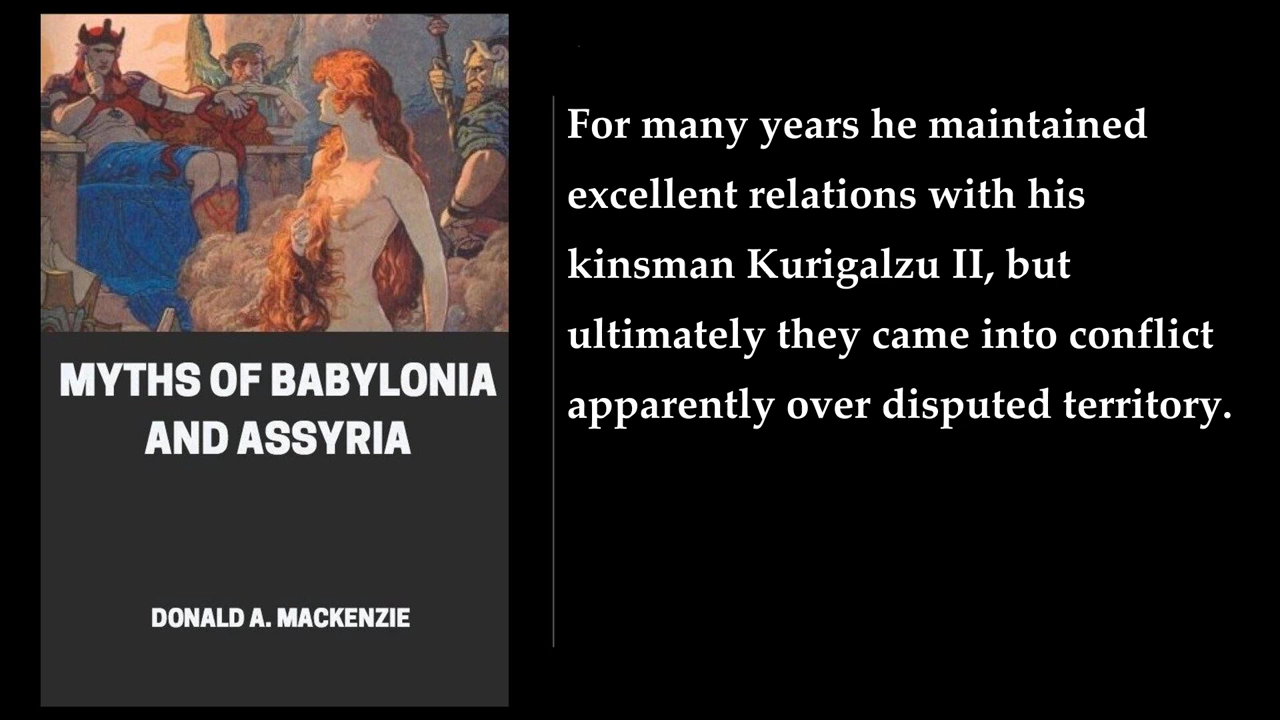 MYTHS OF BABYLONIA
AND ASSYRIA
DONALD A. MACKENZIE
For many years he maintained
excellent relations with his
kinsman Kurigalzu II, but
ultimately they came into conflict
apparently over disputed territory.